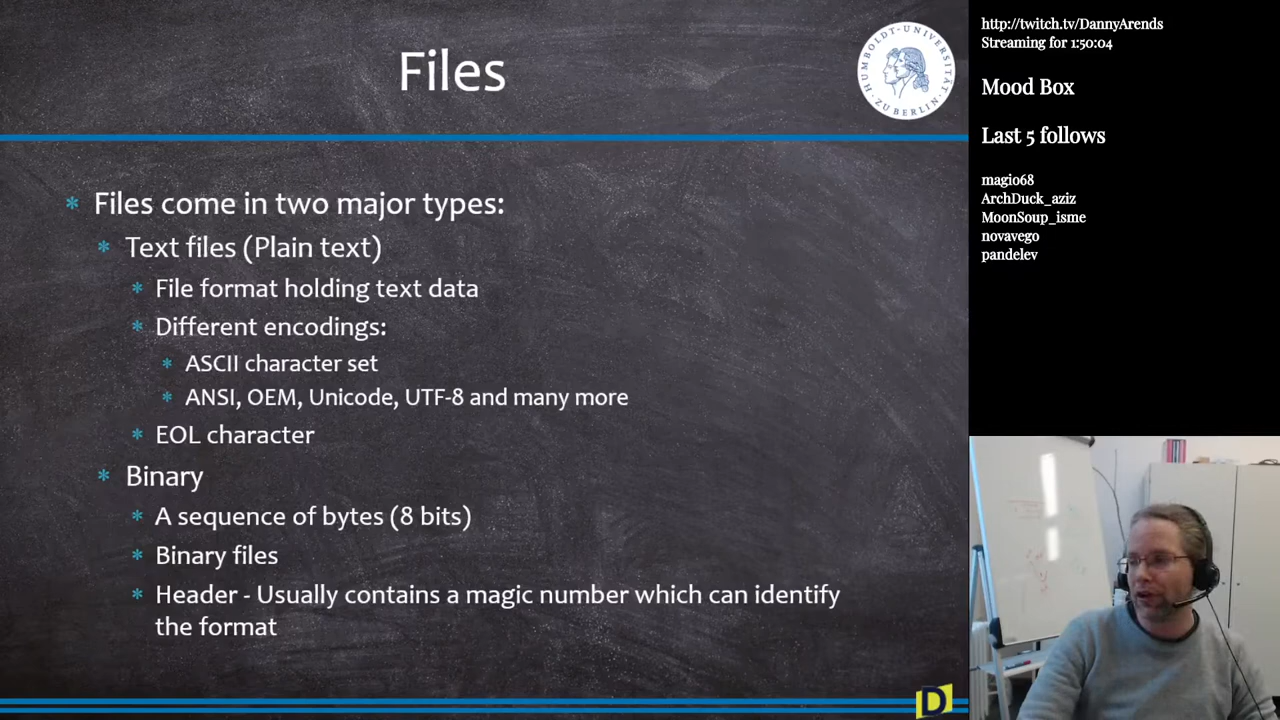 Files
HUMBOLDT-UNIVERSITÄT
ZU BERLIN
Files come in two major types:
Text files (Plain text)
File format holding text data
Different encodings:
ASCII character set
ANSI, OEM, Unicode, UTF-8 and many more
EOL character
Binary
A sequence of bytes (8 bits)
Binary files
Header - Usually contains a magic number which can identify
the format
D
http://twitch.tv/DannyArends
Streaming for 1:50:04
Mood Box
Last 5 follows
magio68
ArchDuck_aziz
MoonSoup_isme
novavego
pandelev